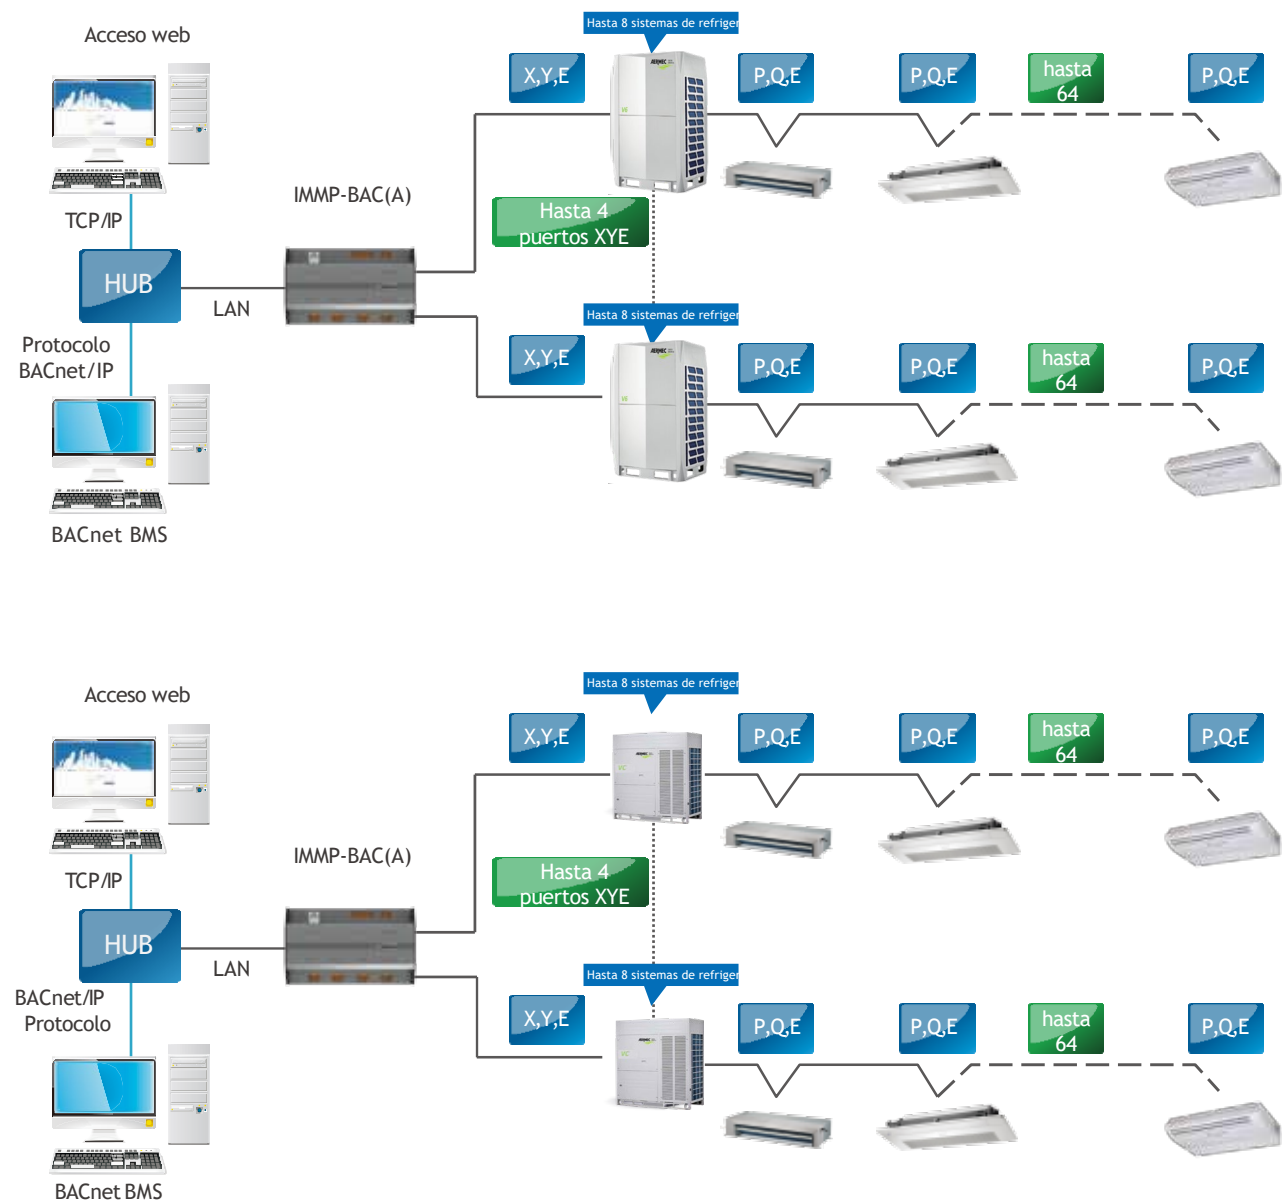 Acceso web
Hasta 8 sistemas de refriger
X,Y,E
AERMEC
P,Q,E
P,Q,E
hasta
64
P,Q,E
IMMP-BAC(A)
Hasta 4
puertos XYE
TCP/IP
HUB
LAN
Hasta 8 sistemas de refriger
Protocolo
BACnet/IP
X,Y,E
AERMEC
P,Q,E
P,Q,E
hasta
64
P,Q,E
BACnet BMS
Acceso web
Hasta 8 sistemas de refriger
X,Y,E
P,Q,E
P,Q,E
hasta
64
P,Q,E
IMMP-BAC(A)
Hasta 4
puertos XYE
TCP/IP
HUB
LAN
Hasta 8 sistemas de refriger
BACnet/IP
Protocolo
X,Y,E
P,Q,E
P,Q,E
hasta
64
P,Q,E
BACnet BMS